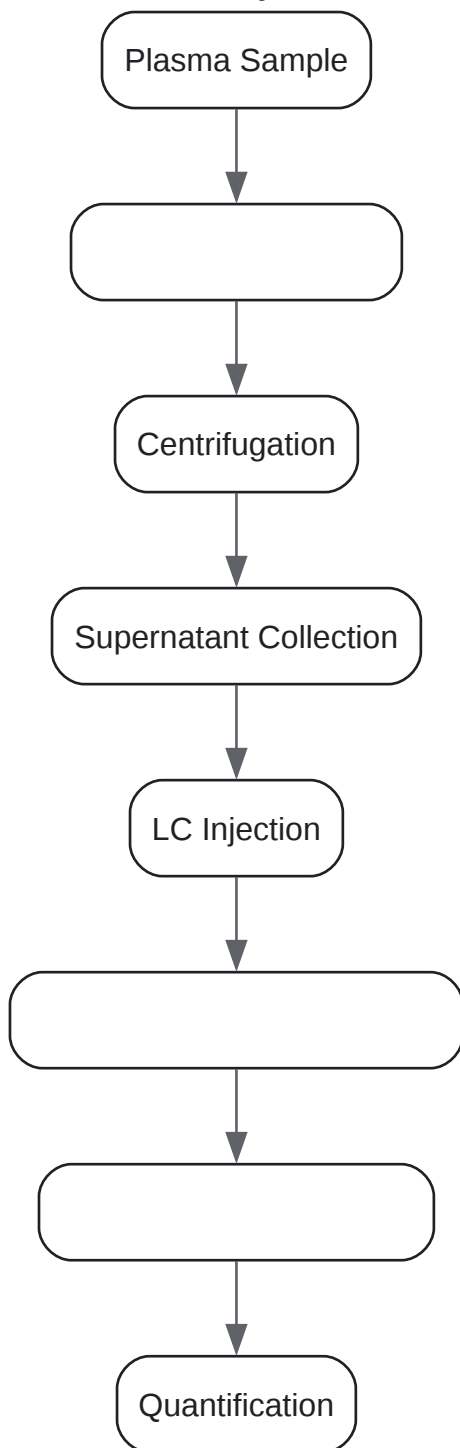 Plasma Sample
Centrifugation
Supernatant Collection
LC Injection
Quantification